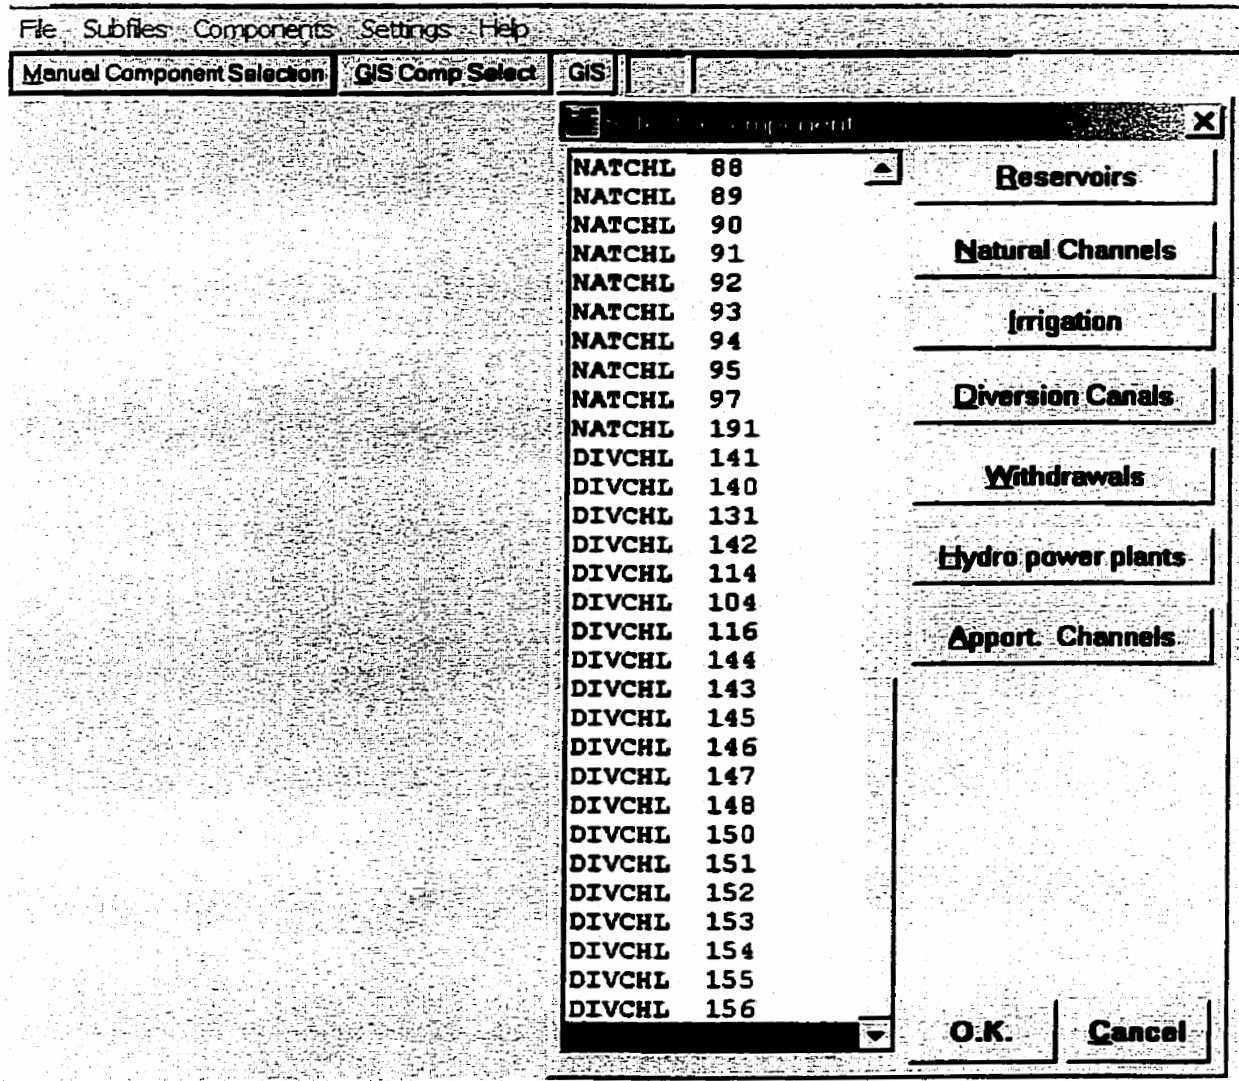 File Subfiles Components Settings Help
Manual Component Selection GIS Comp Select GIS
component
NATCHL 88
NATCHL 89
NATCHL 90
NATCHL 91
NATCHL 92
NATCHL 93
NATCHL 94
NATCHL 95
NATCHL 97
NATCHL 191
DIVCHL 141
DIVCHL 140
DIVCHL 131
DIVCHL 142
DIVCHL 114
DIVCHL 104
DIVCHL 116
DIVCHL 144
DIVCHL 143
DIVCHL 145
DIVCHL 146
DIVCHL 147
DIVCHL 148
DIVCHL 150
DIVCHL 151
DIVCHL 152
DIVCHL 153
DIVCHL 154
DIVCHL 155
DIVCHL 156
Reservoirs
Natural Channels
Irrigation
Diversion Canals
Withdrawals
Hydro power plants
Apport. Channels
O.K. Cancel